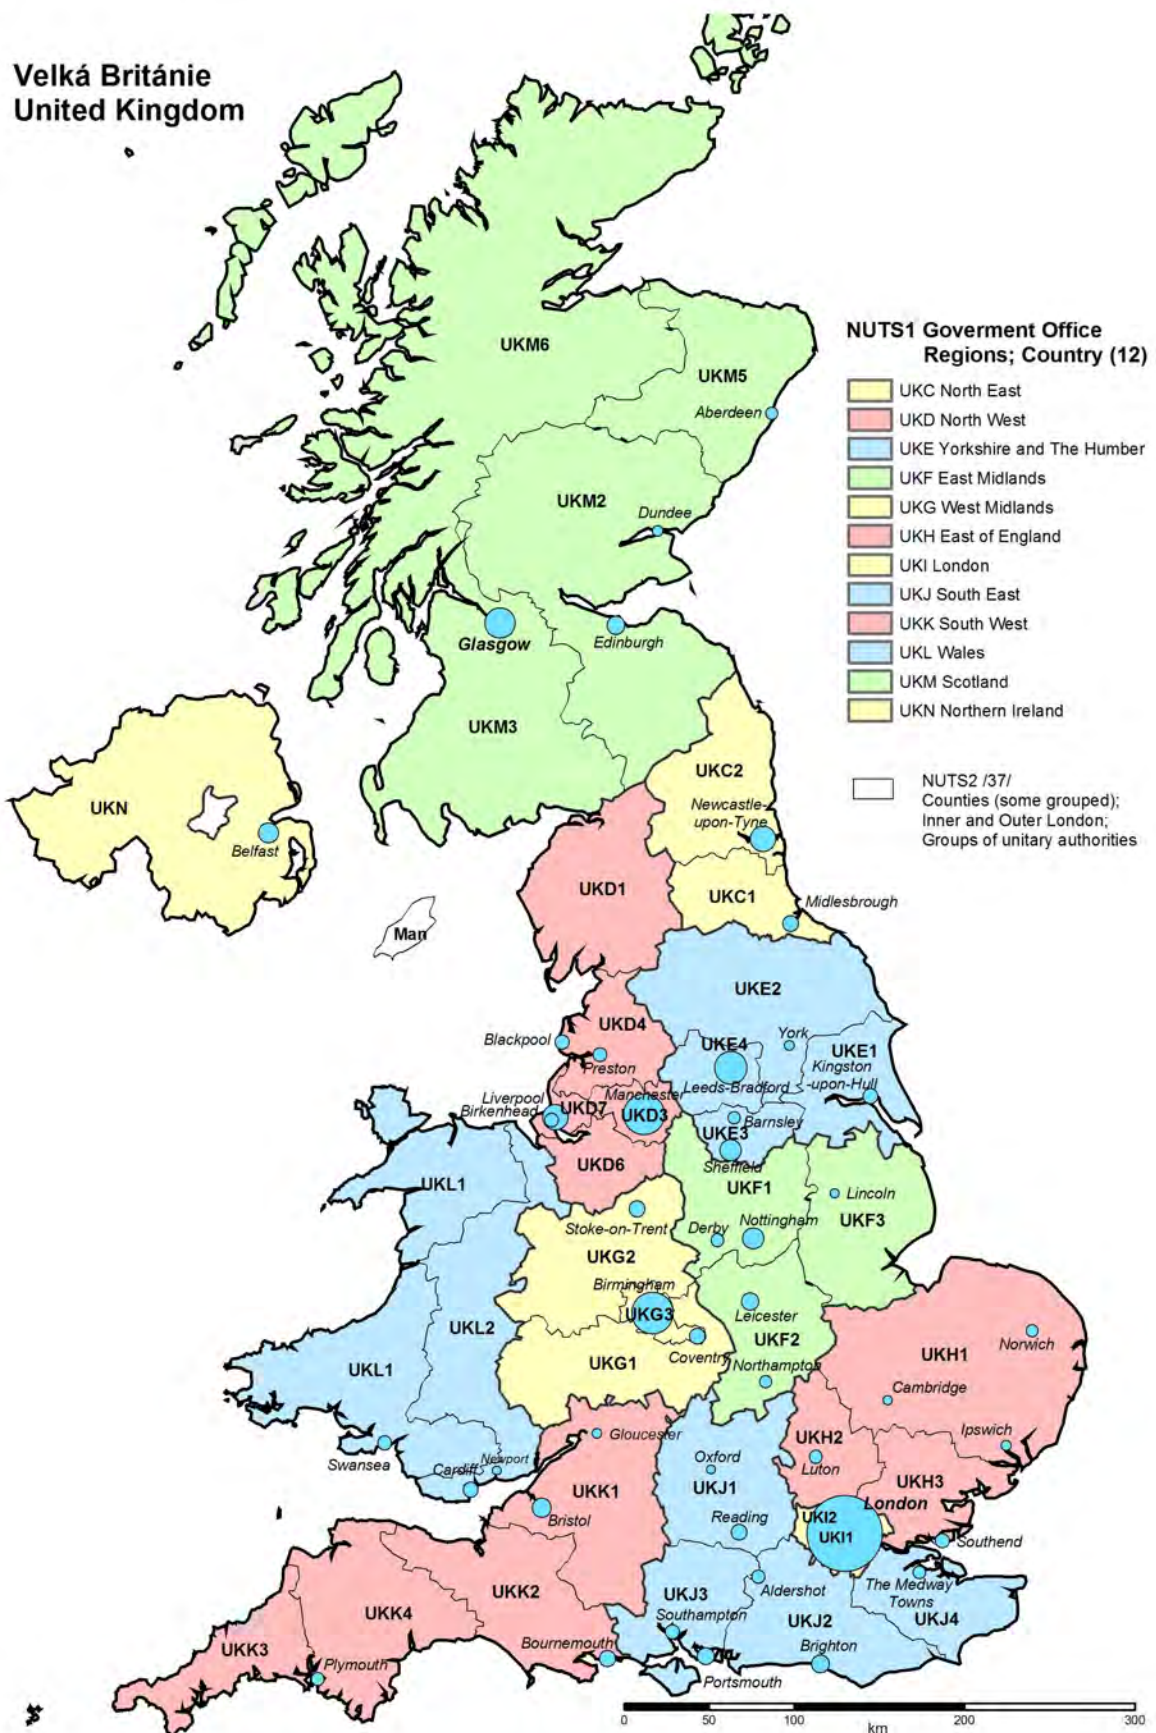 Velká Británie
United Kingdom
UKM6
UKM5
Aberdeen
UKM2
Dundee
Glasgow
Edinburgh
UKM3
NUTS1 Goverment Office
Regions; Country (12)
UKC North East
UKD North West
UKE Yorkshire and The Humber
UKF East Midlands
UKG West Midlands
UKH East of England
UKI London
UKJ South East
UKK South West
UKL Wales
UKM Scotland
UKN Northern Ireland
NUTS2 /37/
Counties (some grouped);
Inner and Outer London;
Groups of unitary authorities
UKN
Belfast
UKC2
Newcastle-
upon-Tyne
UKD1
UKC1
Midlesbrough
Man
UKE2
UKD4
Blackpool
Preston
UKE4
York
UKE1
Kingston
-upon-Hull
Leeds-Bradford
Liverpool
Birkenhead
UKD7
Manchester
UKD3
Barnsley
UKE3
Sheffield
UKD6
UKL1
UKF1
Lincoln
UKF3
Stoke-on-Trent
Derby
Nottingham
UKG2
Birmingham
UKG3
Leicester
UKL2
UKF2
Coventry
UKG1
Northampton
UKL1
UKH1
Norwich
Cambridge
Ipswich
Gloucester
UKH2
Luton
Swansea
Cardiff
Newport
Oxford
UKJ1
UKH3
UKK1
London
UKI2
UKI1
Bristol
Reading
Southend
UKK2
UKJ3
Aldershot
The Medway
Towns
UKK4
Southampton
UKJ2
UKJ4
UKK3
Bournemouth
Brighton
Plymouth
Portsmouth
0 50 100 200 300
km